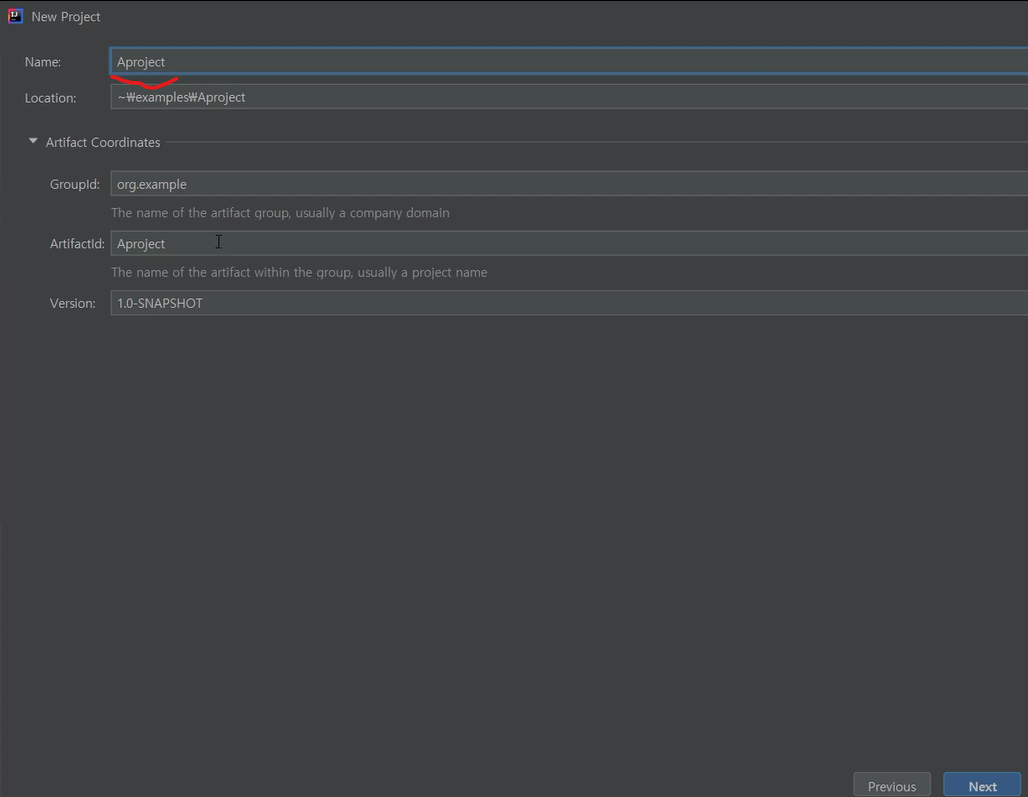 New Project
Name: Aproject
Location: ~₩examples₩Aproject
Artifact Coordinates
GroupId: org.example
The name of the artifact group, usually a company domain
ArtifactId: Aproject
The name of the artifact within the group, usually a project name
Version: 1.0-SNAPSHOT
Previous Next